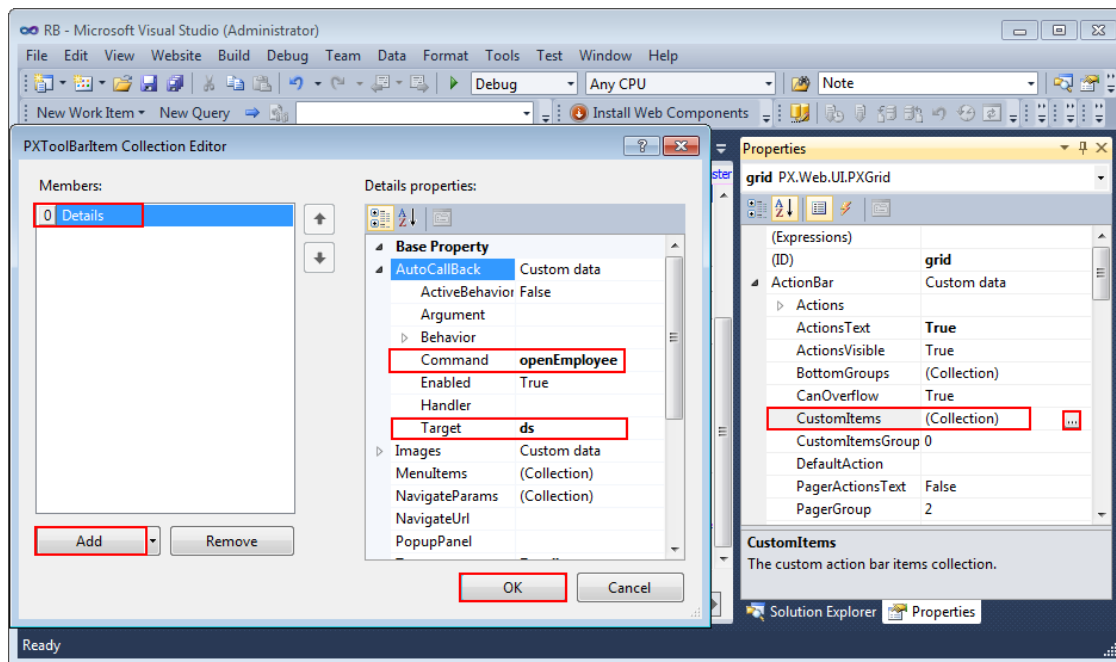 RB - Microsoft Visual Studio (Administrator)
File Edit View Website Build Debug Team Data Format Tools Test Window Help
Debug Any CPU Note
New Work Item New Query Install Web Components
PXToolBarItem Collection Editor
Members:
0 Details
Add Remove
Details properties:
Base Property
AutoCallBack Custom data
ActiveBehavior False
Argument
Behavior
Command openEmployee
Enabled True
Handler
Target ds
Images Custom data
MenuItems (Collection)
NavigateParams (Collection)
NavigateUrl
PopupPanel
OK Cancel
ster
Properties
grid PX.Web.UI.PXGrid
(Expressions)
(ID) grid
ActionBar Custom data
Actions
ActionsText True
ActionsVisible True
BottomGroups (Collection)
CanOverflow True
CustomItems (Collection) ...
CustomItemsGroup 0
DefaultAction
PagerActionsText False
PagerGroup 2
CustomItems
The custom action bar items collection.
Solution Explorer Properties
Ready